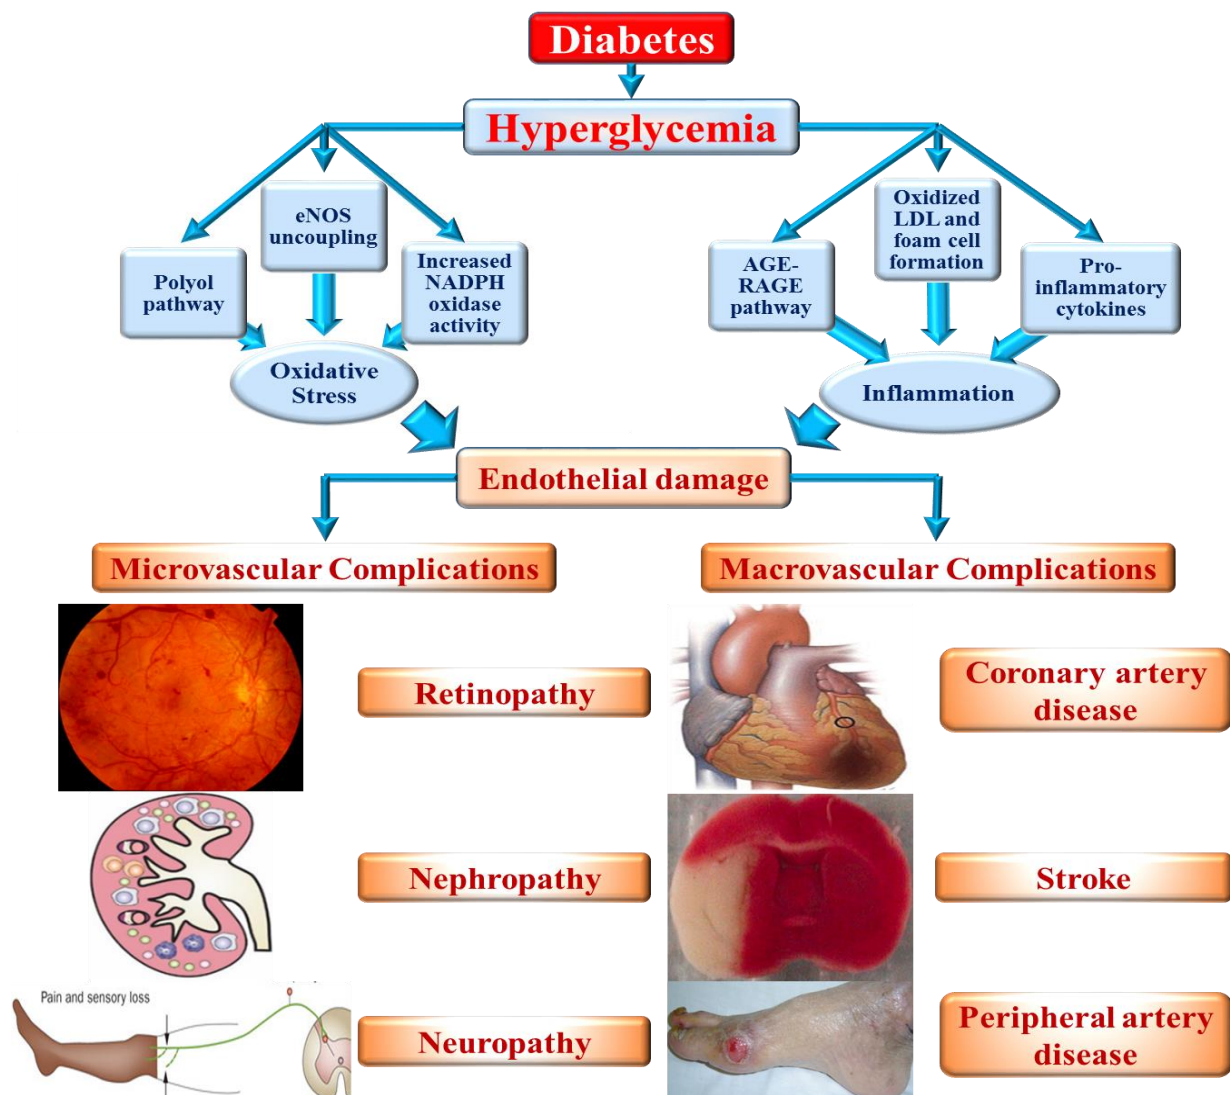 Diabetes
Hyperglycemia
eNOS
uncoupling
Polyol
pathway
Increased
NADPH
oxidase
activity
Oxidized
LDL and
foam cell
formation
AGE-
RAGE
pathway
Pro-
inflammatory
cytokines
Oxidative
Stress
Inflammation
Endothelial damage
Microvascular Complications
Macrovascular Complications
Retinopathy
Coronary artery
disease
Nephropathy
Stroke
Pain and sensory loss
Neuropathy
Peripheral artery
disease